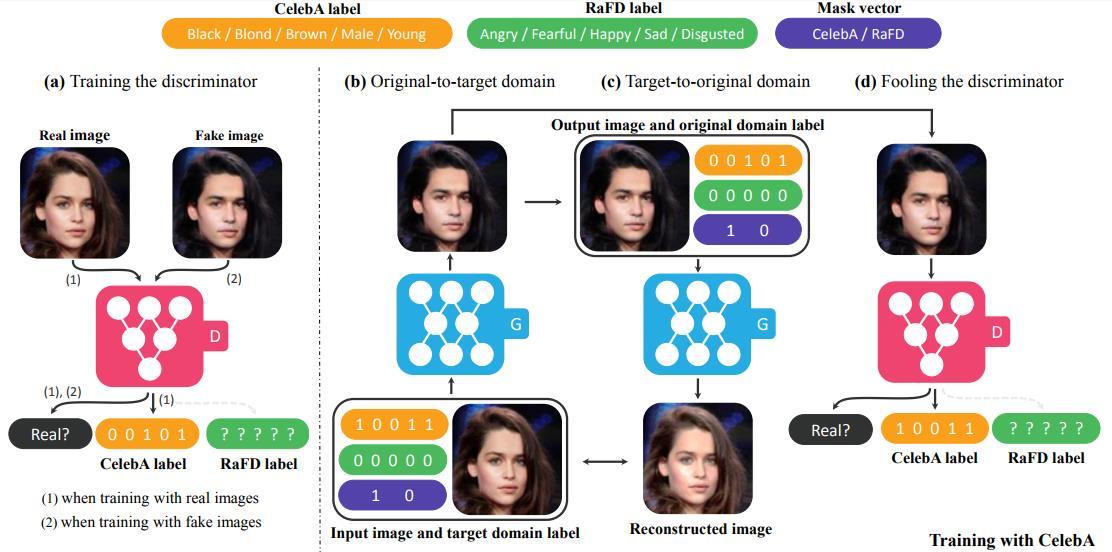 CelebA label
RaFD label
Mask vector
Black / Blond / Brown / Male / Young
Angry / Fearful / Happy / Sad / Disgusted
CelebA / RaFD
(a) Training the discriminator
(b) Original-to-target domain
(c) Target-to-original domain
(d) Fooling the discriminator
Real image
Fake image
(1)
(2)
D
(1), (2)
(1)
Real?
0 0 1 0 1
? ? ? ? ?
CelebA label
RaFD label
(1) when training with real images
(2) when training with fake images
G
1 0 0 1 1
0 0 0 0 0
1 0
Input image and target domain label
Output image and original domain label
0 0 1 0 1
0 0 0 0 0
1 0
G
Reconstructed image
D
Real?
1 0 0 1 1
? ? ? ? ?
CelebA label
RaFD label
Training with CelebA